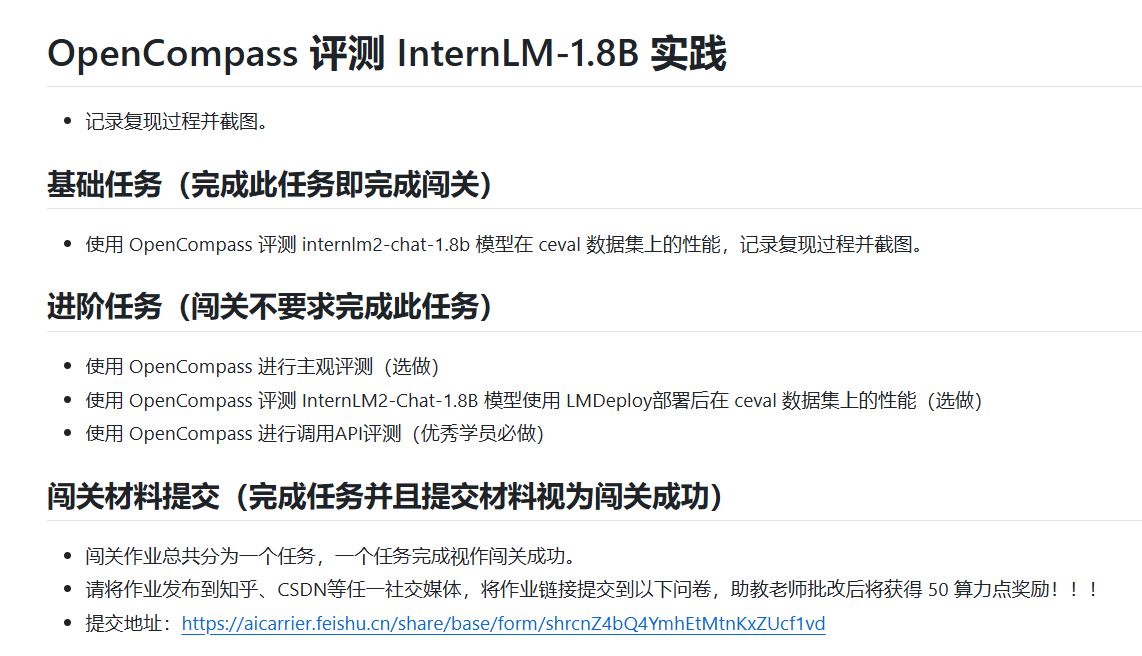 OpenCompass 评测 InternLM-1.8B 实践
记录复现过程并截图。
基础任务（完成此任务即完成闯关）
使用 OpenCompass 评测 internlm2-chat-1.8b 模型在 ceval 数据集上的性能，记录复现过程并截图。
进阶任务（闯关不要求完成此任务）
使用 OpenCompass 进行主观评测（选做）
使用 OpenCompass 评测 InternLM2-Chat-1.8B 模型使用 LMDeploy部署后在 ceval 数据集上的性能（选做）
使用 OpenCompass 进行调用API评测（优秀学员必做）
闯关材料提交（完成任务并且提交材料视为闯关成功）
闯关作业总共分为一个任务，一个任务完成视作闯关成功。
请将作业发布到知乎、CSDN等任一社交媒体，将作业链接提交到以下问卷，助教老师批改后将获得 50 算力点奖励！！！
提交地址：https://aicarrier.feishu.cn/share/base/form/shrcnZ4bQ4YmhEtMtnKxZUcf1vd